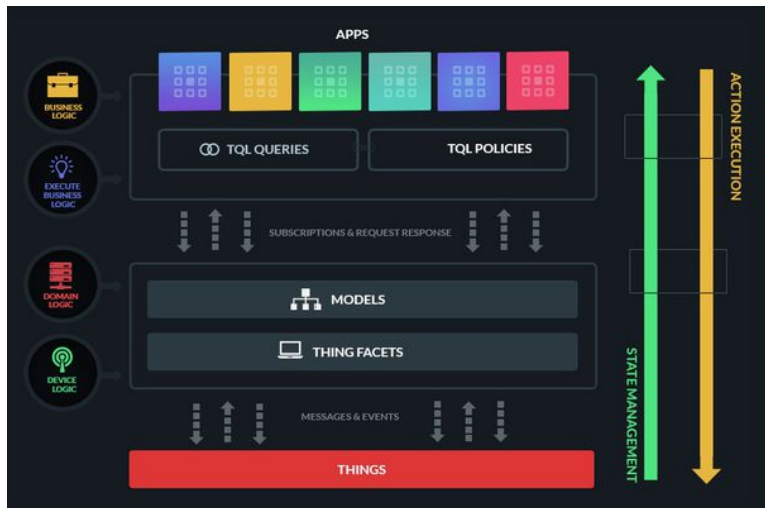 APPS
BUSINESS
LOGIC
TQL QUERIES
TQL POLICIES
EXECUTE
BUSINESS
LOGIC
SUBSCRIPTIONS & REQUEST RESPONSE
DOMAIN
LOGIC
MODELS
THING FACETS
DEVICE
LOGIC
MESSAGES & EVENTS
THINGS
STATE MANAGEMENT
ACTION EXECUTION